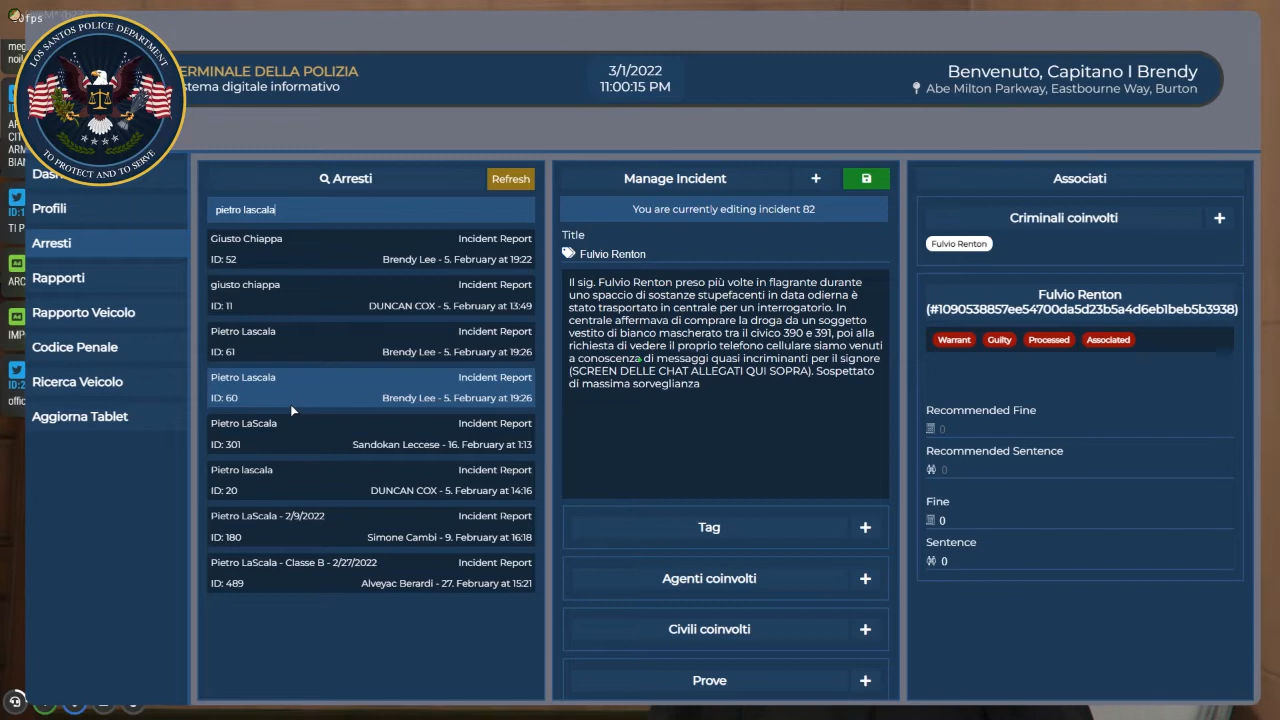 0fps
LOS SANTOS POLICE DEPARTMENT
TO PROTECT AND TO SERVE
ERMINALE DELLA POLIZIA
stema digitale informativo
3/1/2022
11:00:15 PM
Benvenuto, Capitano I Brendy
Abe Milton Parkway, Eastbourne Way, Burton
Das
Profili
Arresti
Rapporti
Rapporto Veicolo
Codice Penale
Ricerca Veicolo
Aggiorna Tablet
Arresti
Refresh
pietro lascala
Giusto Chiappa Incident Report
ID: 52 Brendy Lee - 5. February at 19:22
giusto chiappa Incident Report
ID: 11 DUNCAN COX - 5. February at 13:49
Pietro Lascala Incident Report
ID: 61 Brendy Lee - 5. February at 19:26
Pietro Lascala Incident Report
ID: 60 Brendy Lee - 5. February at 19:26
Pietro LaScala Incident Report
ID: 301 Sandokan Leccese - 16. February at 1:13
Pietro lascala Incident Report
ID: 20 DUNCAN COX - 5. February at 14:16
Pietro LaScala - 2/9/2022 Incident Report
ID: 180 Simone Cambi - 9. February at 16:18
Pietro LaScala - Classe B - 2/27/2022 Incident Report
ID: 489 Alveyac Berardi - 27. February at 15:21
Manage Incident
You are currently editing incident 82
Title
Fulvio Renton
Il sig. Fulvio Renton preso più volte in flagrante durante
uno spaccio di sostanze stupefacenti in data odierna è
stato trasportato in centrale per un interrogatorio. In
centrale affermava di comprare la droga da un soggetto
vestito di bianco mascherato tra il civico 390 e 391, poi alla
richiesta di vedere il proprio telefono cellulare siamo venuti
a conoscenza di messaggi quasi incriminanti per il signore
(SCREEN DELLE CHAT ALLEGATI QUI SOPRA). Sospettato
di massima sorveglianza
Tag
Agenti coinvolti
Civili coinvolti
Prove
Associati
Criminali coinvolti
Fulvio Renton
Fulvio Renton
(#1090538857ee54700da5d23b5a4d6eb1beb5b3938)
Warrant Guilty Processed Associated
Recommended Fine
0
Recommended Sentence
0
Fine
0
Sentence
0